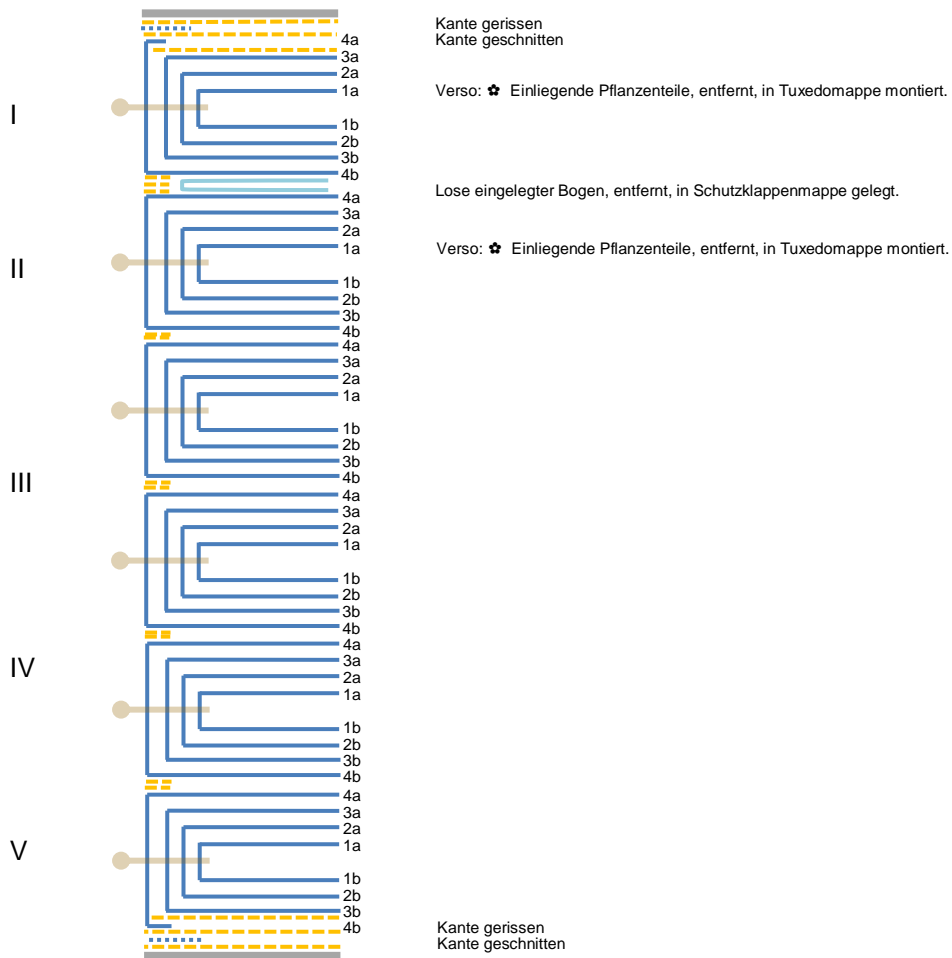 Kante gerissen
4a Kante geschnitten
3a
2a
1a Verso: ✿ Einliegende Pflanzenteile, entfernt, in Tuxedomappe montiert.
I
1b
2b
3b
4b
Lose eingelegter Bogen, entfernt, in Schutzklappenmappe gelegt.
4a
3a
2a
1a Verso: ✿ Einliegende Pflanzenteile, entfernt, in Tuxedomappe montiert.
II
1b
2b
3b
4b
4a
3a
2a
1a
1b
2b
3b
4b
III
4a
3a
2a
1a
1b
2b
3b
4b
4a
IV
3a
2a
1a
1b
2b
3b
4b
4a
3a
2a
1a
V
1b
2b
3b
4b Kante gerissen
Kante geschnitten